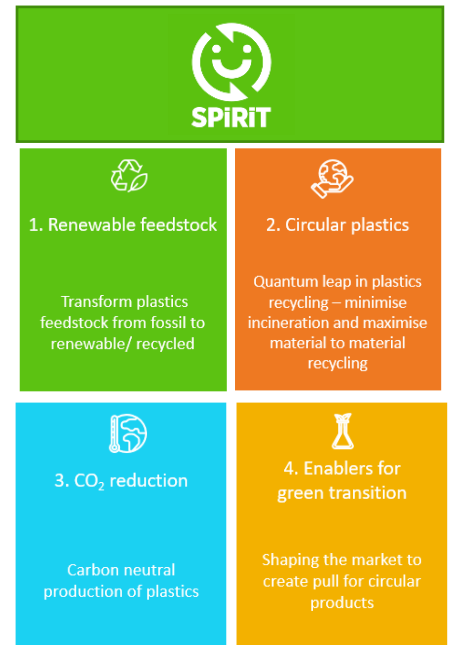 SPiRiT
1. Renewable feedstock
Transform plastics
feedstock from fossil to
renewable/ recycled
2. Circular plastics
Quantum leap in plastics
recycling – minimise
incineration and maximise
material to material
recycling
3. CO₂ reduction
Carbon neutral
production of plastics
4. Enablers for
green transition
Shaping the market to
create pull for circular
products